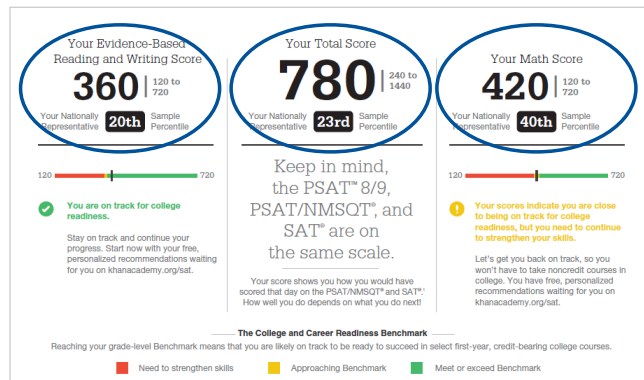 Your Evidence-Based
Reading and Writing Score
360 | 120 to
720
Your Nationally
Representative 20th Sample
Percentile
120 720
You are on track for college
readiness.
Stay on track and continue your
progress. Start now with your free,
personalized recommendations waiting
for you on khanacademy.org/sat.
Your Total Score
780 | 240 to
1440
Your Nationally
Representative 23rd Sample
Percentile
Keep in mind,
the PSAT™ 8/9,
PSAT/NMSQT®, and
SAT® are on
the same scale.
Your score shows you how you would have
scored that day on the PSAT/NMSQT® and SAT®.¹
How well you do depends on what you do next!
Your Math Score
420 | 120 to
720
Your Nationally
Representative 40th Sample
Percentile
120 720
Your scores indicate you are close
to being on track for college
readiness, but you need to continue
to strengthen your skills.
Let's get you back on track, so you
won't have to take noncredit courses in
college. You have free, personalized
recommendations waiting for you on
khanacademy.org/sat.
The College and Career Readiness Benchmark
Reaching your grade-level Benchmark means that you are likely on track to be ready to succeed in select first-year, credit-bearing college courses.
Need to strengthen skills Approaching Benchmark Meet or exceed Benchmark